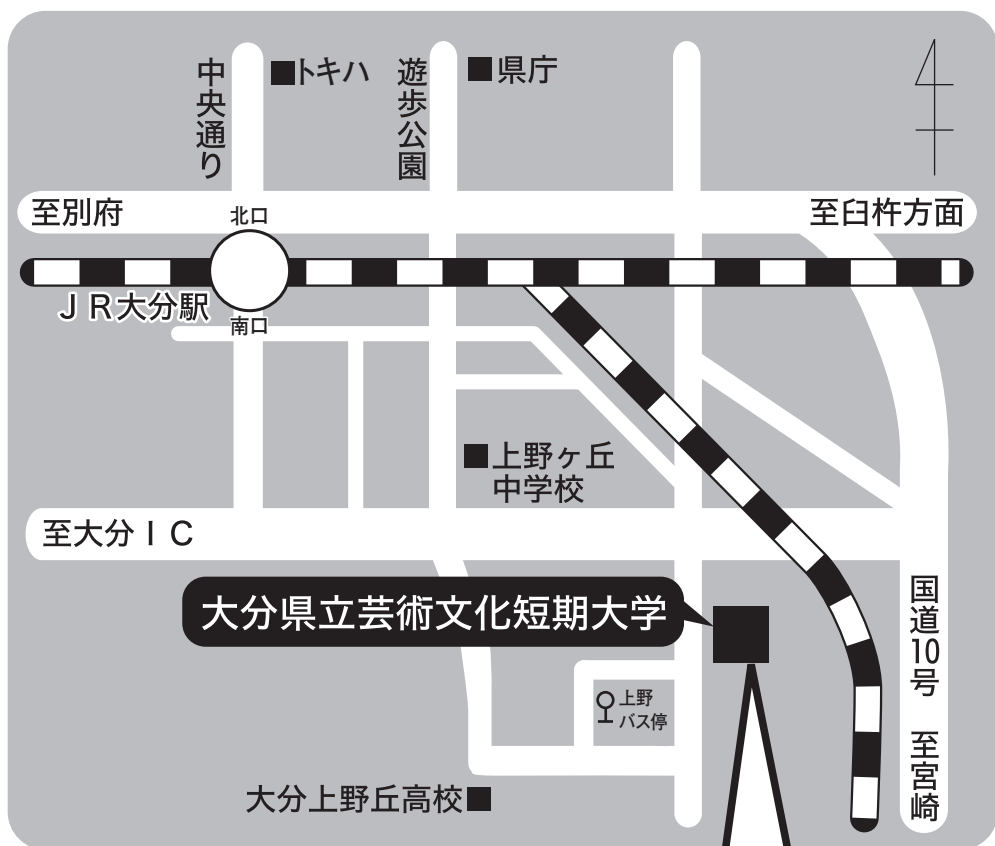 中央通り
■トキハ
遊歩公園
■県庁
至別府
北口
至臼杵方面
ＪＲ大分駅
南口
■上野ヶ丘
中学校
至大分ＩＣ
大分県立芸術文化短期大学
国道10号 至宮崎
上野
バス停
大分上野丘高校■